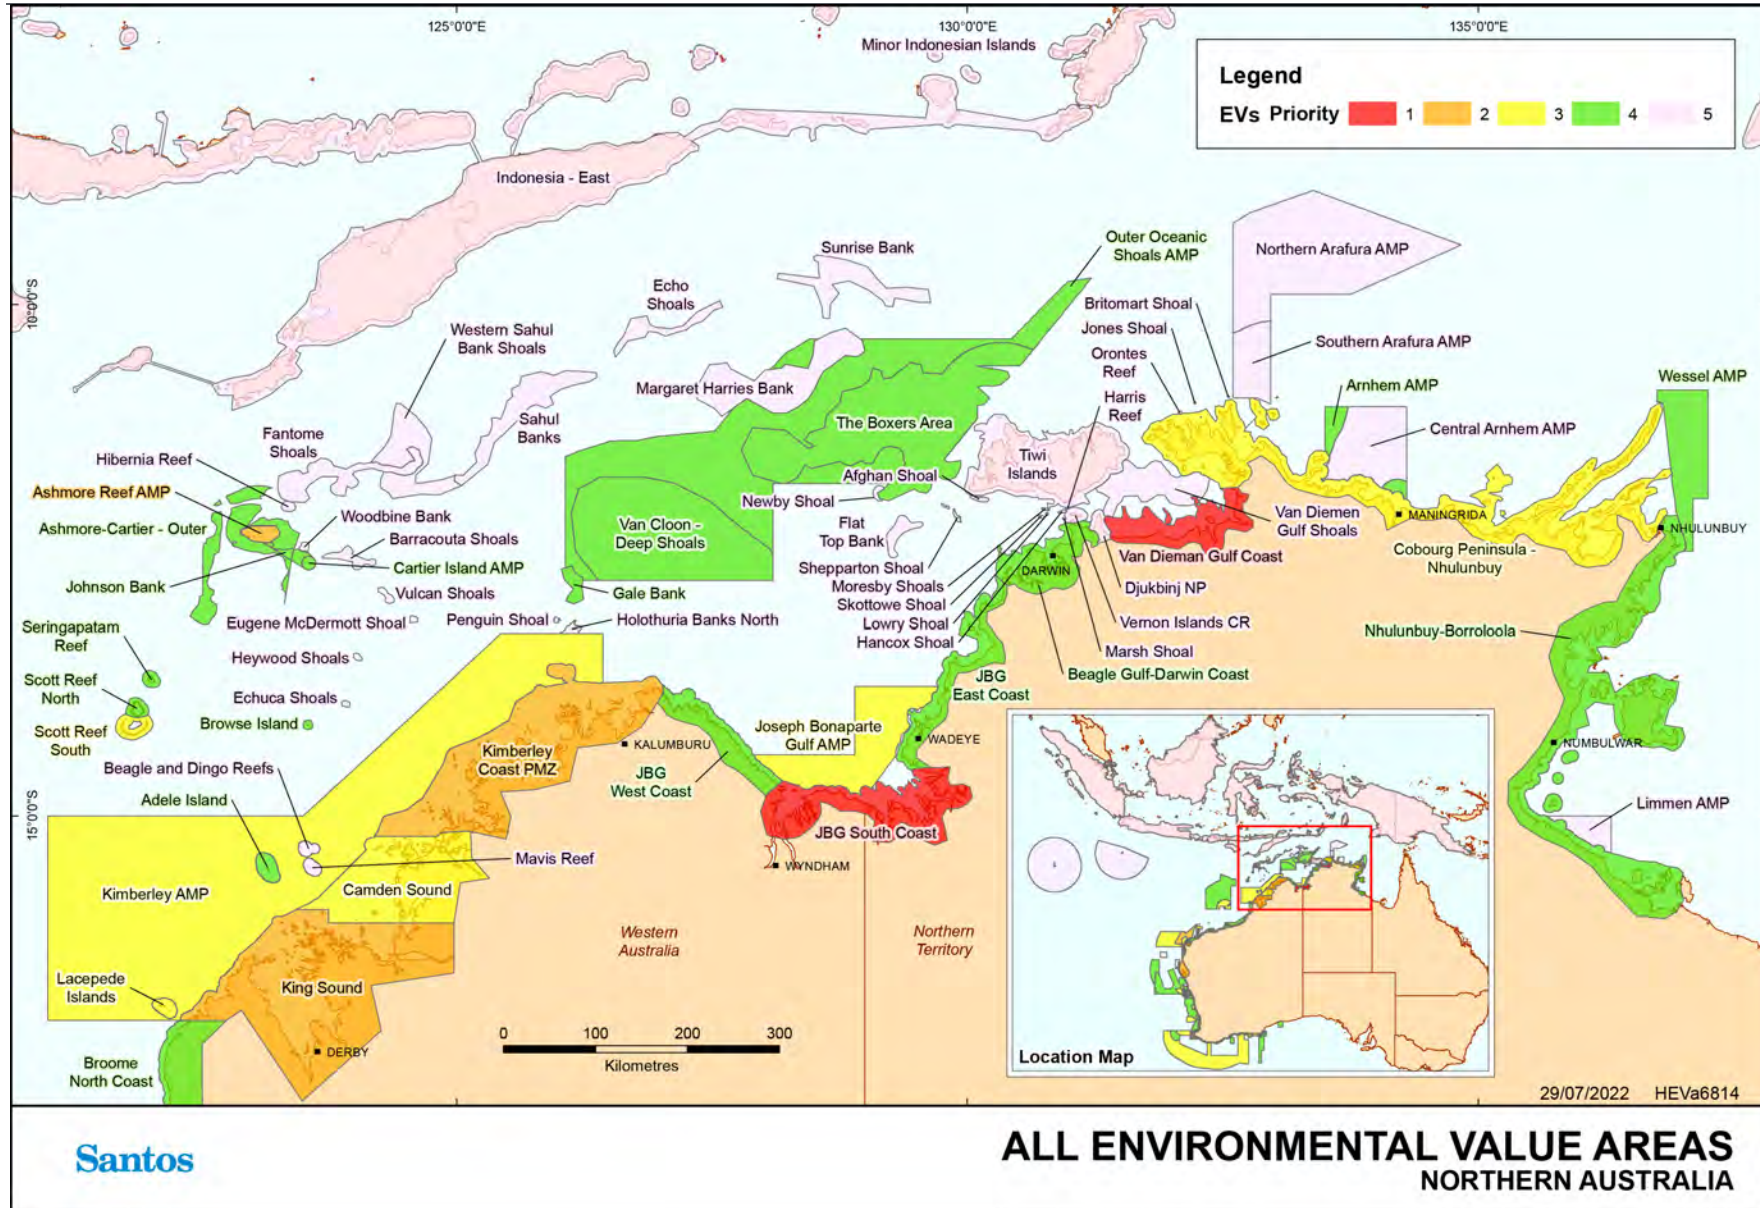 125°0'0"E
130°0'0"E
135°0'0"E
Minor Indonesian Islands
Legend
EVs Priority 1 2 3 4 5
Indonesia - East
Northern Arafura AMP
Outer Oceanic
Shoals AMP
Sunrise Bank
Echo
Shoals
10°0'0"S
Britomart Shoal
Jones Shoal
Western Sahul
Bank Shoals
Southern Arafura AMP
Orontes
Reef
Margaret Harries Bank
Arnhem AMP
Wessel AMP
Harris
Reef
Sahul
Banks
The Boxers Area
Central Arnhem AMP
Fantome
Shoals
Hibernia Reef
Tiwi
Islands
Afghan Shoal
Ashmore Reef AMP
Newby Shoal
Woodbine Bank
Van Diemen
Gulf Shoals
MANINGRIDA
Ashmore-Cartier - Outer
Van Cloon -
Deep Shoals
Flat
Top Bank
NHULUNBUY
Barracouta Shoals
Van Dieman Gulf Coast
Cobourg Peninsula -
Nhulunbuy
Cartier Island AMP
Shepparton Shoal
DARWIN
Johnson Bank
Moresby Shoals
Djukbinj NP
Vulcan Shoals
Gale Bank
Skottowe Shoal
Eugene McDermott Shoal
Penguin Shoal
Holothuria Banks North
Lowry Shoal
Vernon Islands CR
Seringapatam
Reef
Hancox Shoal
Nhulunbuy-Borroloola
Heywood Shoals
Marsh Shoal
Scott Reef
North
JBG
East Coast
Beagle Gulf-Darwin Coast
Echuca Shoals
Browse Island
Scott Reef
South
Joseph Bonaparte
Gulf AMP
WADEYE
KALUMBURU
NUMBULWAR
Kimberley
Coast PMZ
Beagle and Dingo Reefs
JBG
West Coast
Adele Island
15°0'0"S
Limmen AMP
JBG South Coast
Mavis Reef
WYNDHAM
Kimberley AMP
Camden Sound
Western
Australia
Northern
Territory
Lacepede
Islands
King Sound
0 100 200 300
Kilometres
DERBY
Location Map
Broome
North Coast
29/07/2022 HEVa6814
Santos
ALL ENVIRONMENTAL VALUE AREAS
NORTHERN AUSTRALIA